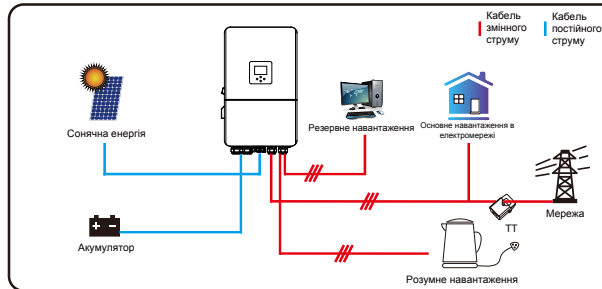 Кабель
змінного
струму
Кабель
постійного
струму
Сонячна енергія
Резервне навантаження
Основне навантаження в
електромережі
Мережа
ТТ
Акумулятор
Розумне навантаження